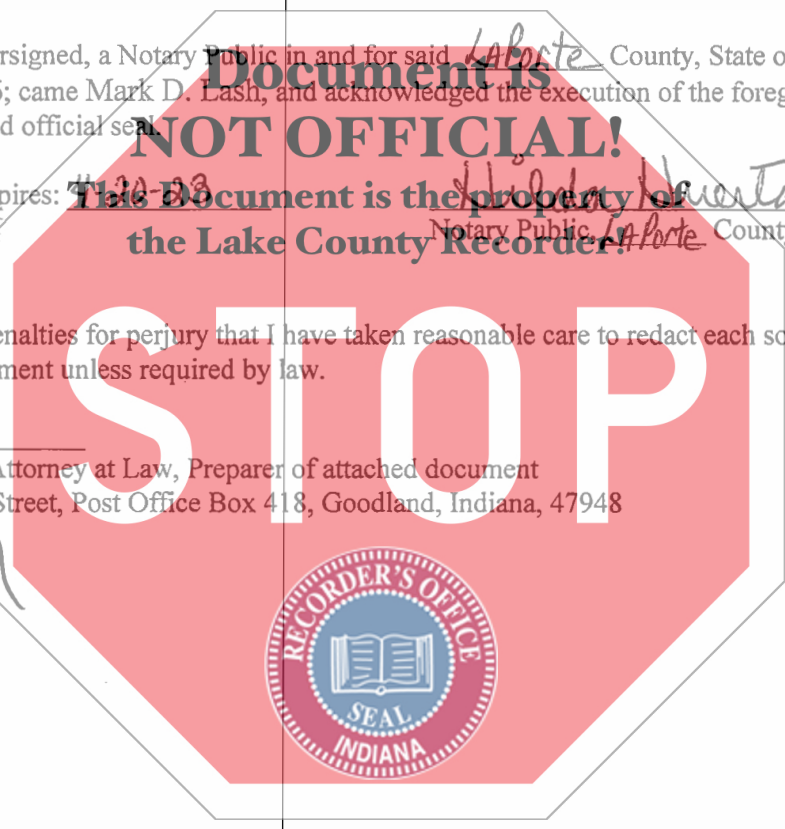 rsigned, a Notary Public in and for said LaPorte County, State o
Document is
; came Mark D. Lash, and acknowledged the execution of the foreg
d official seal.
NOT OFFICIAL!
pires:
This Document is the property of
Hilda Huerta
Notary Public, LaPorte Count
the Lake County Recorder!
enalties for perjury that I have taken reasonable care to redact each so
ment unless required by law.
STOP
Attorney at Law, Preparer of attached document
Street, Post Office Box 418, Goodland, Indiana, 47948
RECORDER'S OFFICE
SEAL
INDIANA